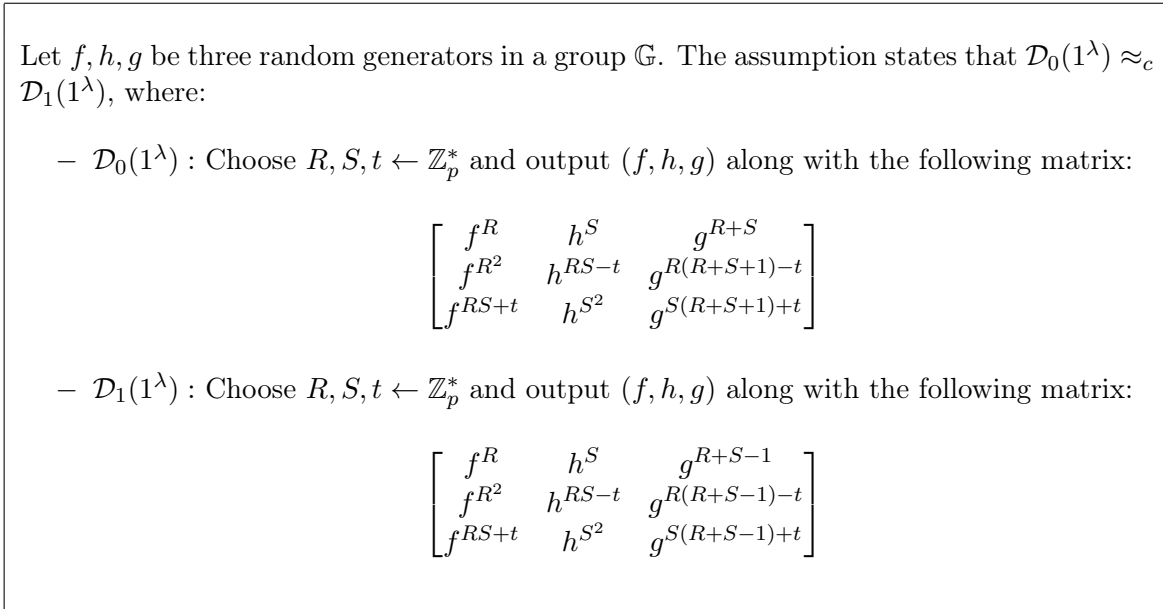 Let f, h, g be three random generators in a group 𝔾. The assumption states that 𝒟₀(1^λ) ≈_c
𝒟₁(1^λ), where:
– 𝒟₀(1^λ) : Choose R, S, t ← ℤ_p^* and output (f, h, g) along with the following matrix:
[ f^R h^S g^{R+S}
f^{R^2} h^{RS−t} g^{R(R+S+1)−t}
f^{RS+t} h^{S^2} g^{S(R+S+1)+t} ]
– 𝒟₁(1^λ) : Choose R, S, t ← ℤ_p^* and output (f, h, g) along with the following matrix:
[ f^R h^S g^{R+S−1}
f^{R^2} h^{RS−t} g^{R(R+S−1)−t}
f^{RS+t} h^{S^2} g^{S(R+S−1)+t} ]